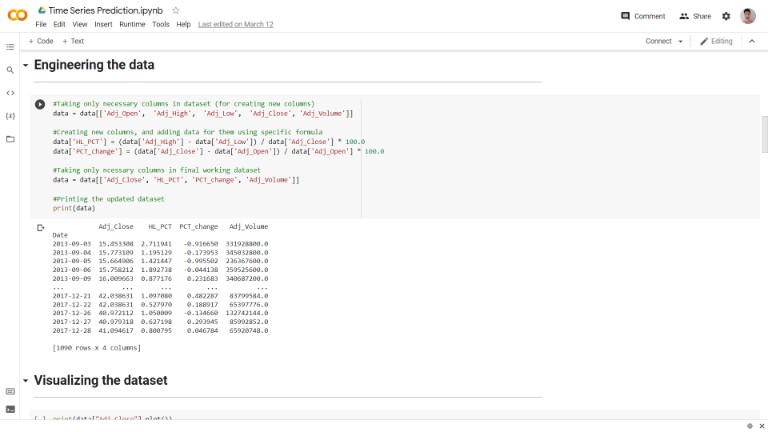 Time Series Prediction.ipynb
File Edit View Insert Runtime Tools Help Last edited on March 12
Comment Share
+ Code + Text
Connect Editing
Engineering the data
#Taking only necessary columns in dataset (for creating new columns)
data = data[['Adj_Open', 'Adj_High', 'Adj_Low', 'Adj_Close', 'Adj_Volume']]
#Creating new columns, and adding data for them using specific formula
data['HL_PCT'] = (data['Adj_High'] - data['Adj_Low']) / data['Adj_Close'] * 100.0
data['PCT_change'] = (data['Adj_Close'] - data['Adj_Open']) / data['Adj_Open'] * 100.0
#Taking only ncessary columns in final working dataset
data = data[['Adj_Close', 'HL_PCT', 'PCT_change', 'Adj_Volume']]
#Printing the updated dataset
print(data)
Adj_Close HL_PCT PCT_change Adj_Volume
Date
2013-09-03 15.453308 2.711941 -0.916650 331928800.0
2013-09-04 15.773109 1.195129 -0.173953 345032800.0
2013-09-05 15.664906 1.421447 -0.995502 236367600.0
2013-09-06 15.758212 1.892738 -0.044138 359525600.0
2013-09-09 16.009663 0.877176 0.231683 340687200.0
... ... ... ... ...
2017-12-21 42.038631 1.097080 0.482287 83799584.0
2017-12-22 42.038631 0.527970 0.188917 65397776.0
2017-12-26 40.972112 1.050009 -0.134660 132742144.0
2017-12-27 40.979318 0.627198 0.293945 85992852.0
2017-12-28 41.094617 0.800795 0.046784 65920748.0
[1090 rows x 4 columns]
Visualizing the dataset
[ ] print(data["Adj_Close"].plot())